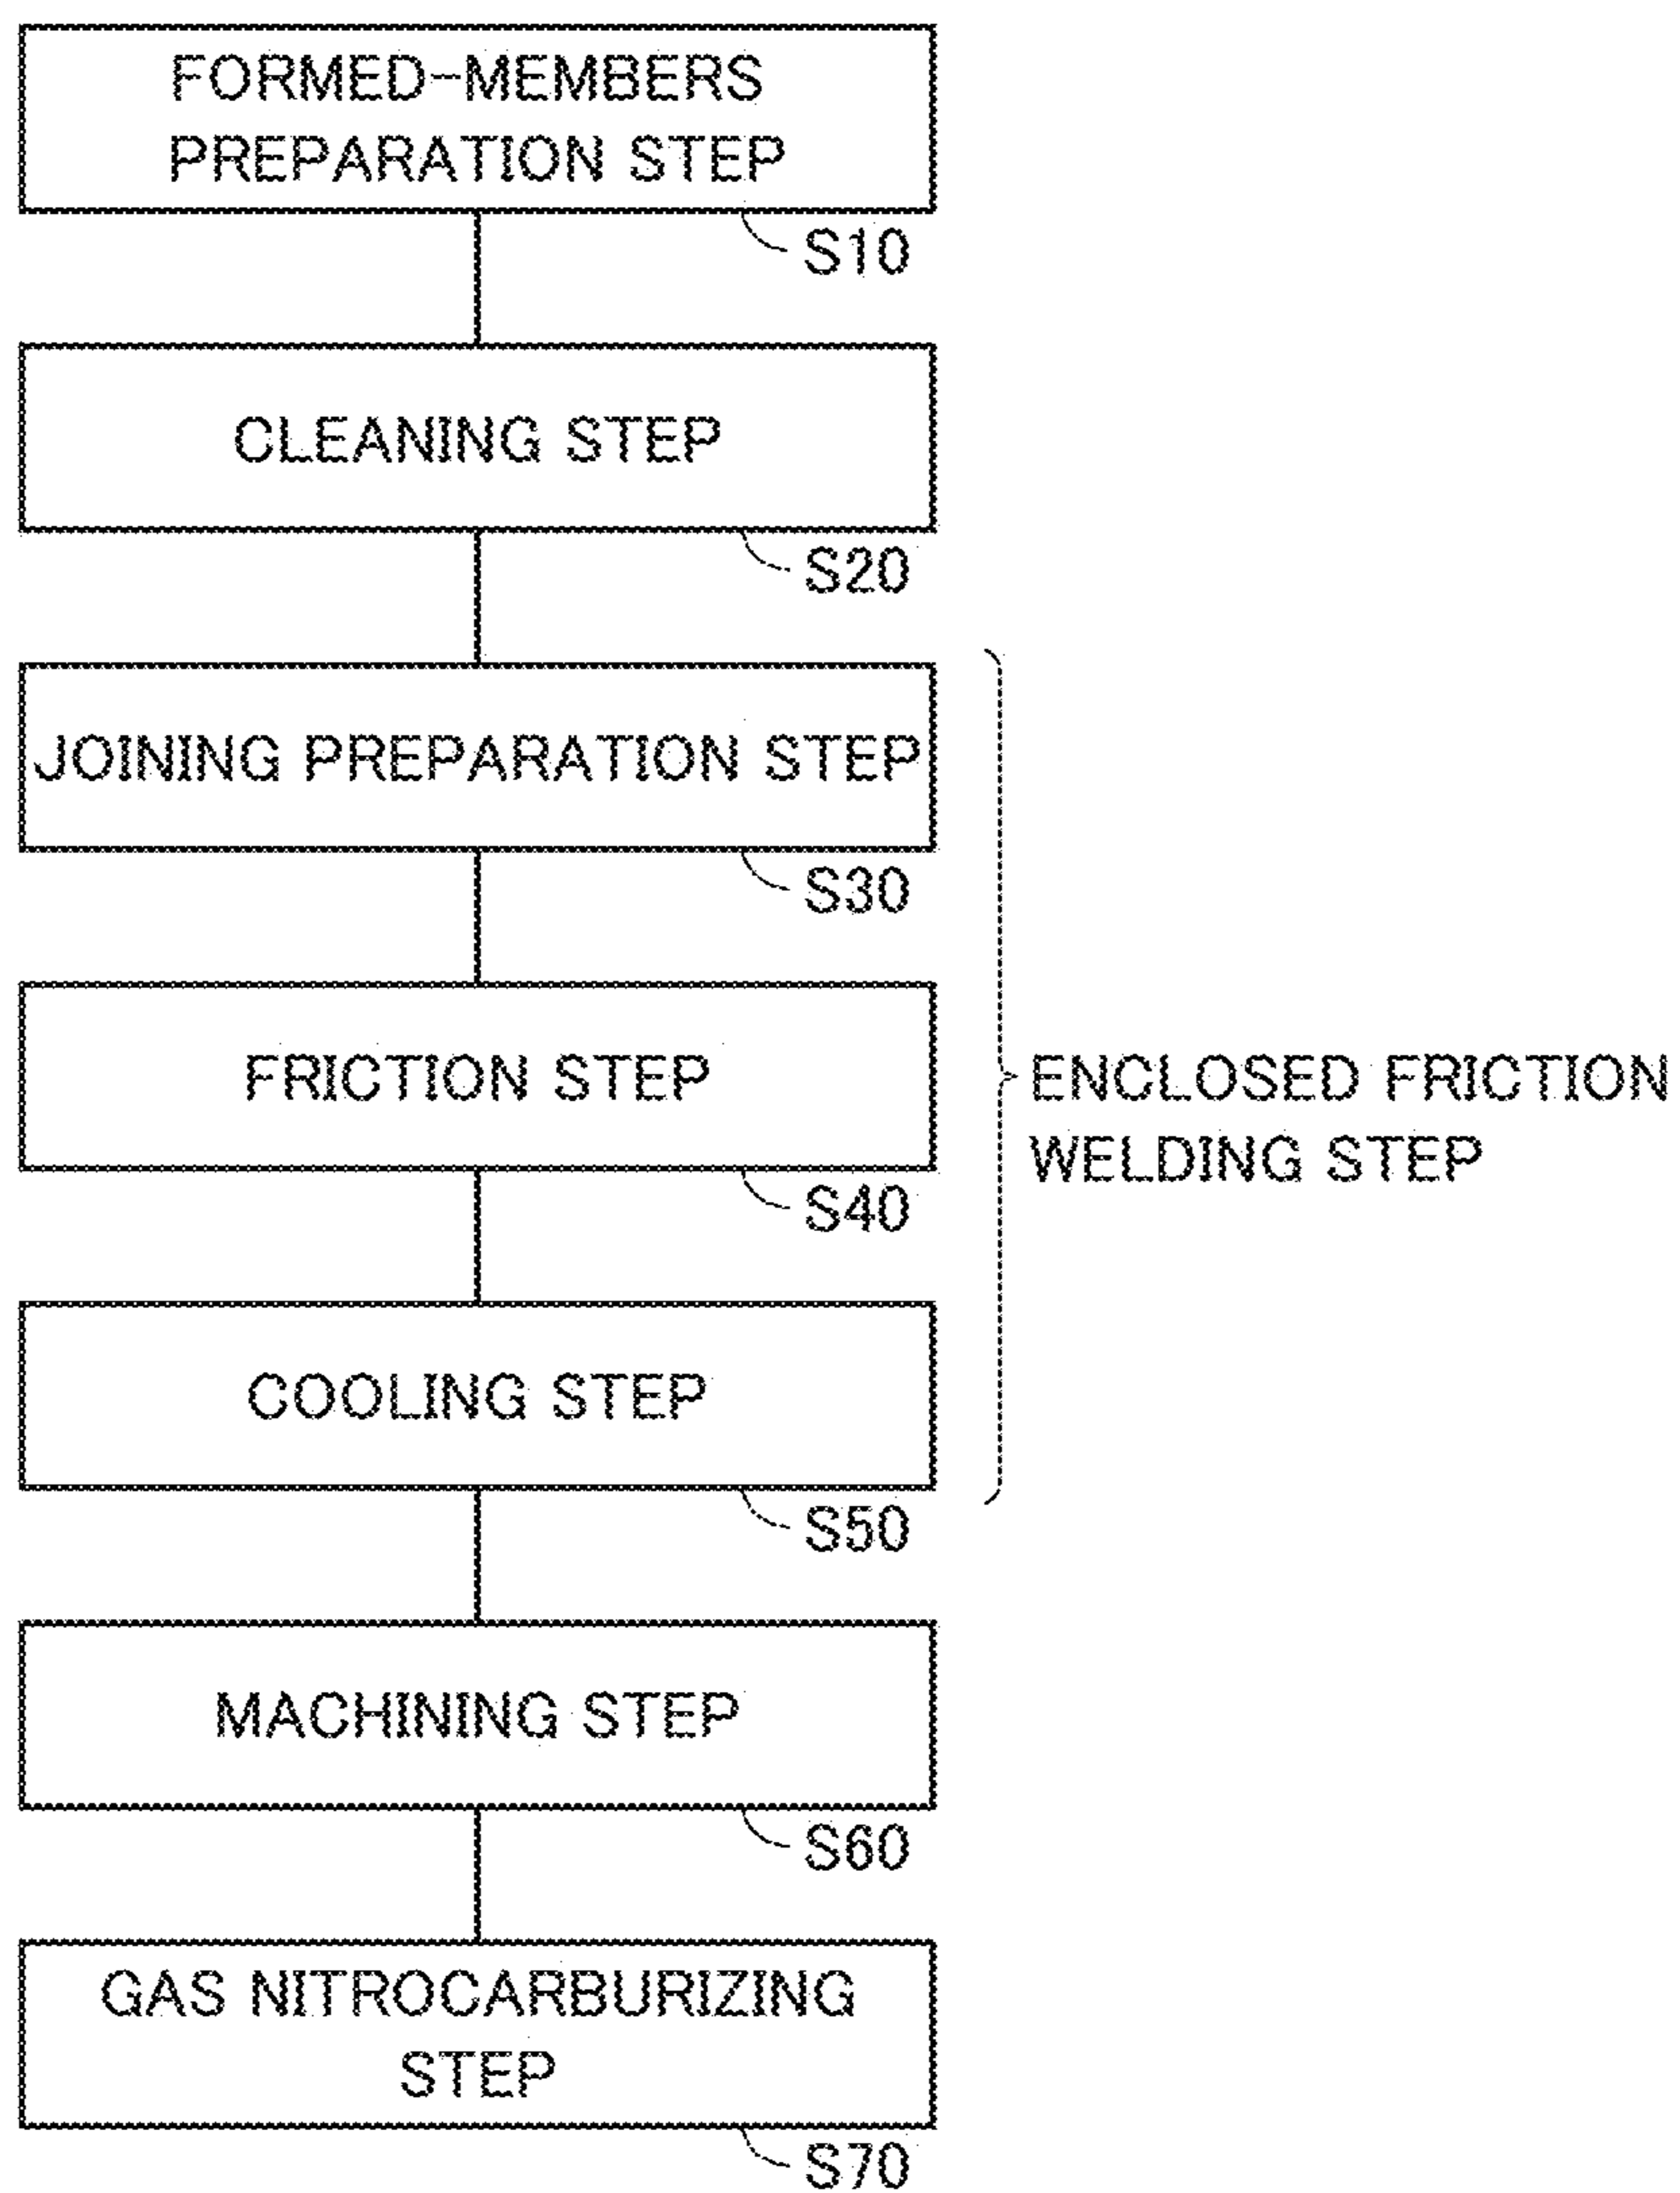 FORMED-MEMBERS
PREPARATION STEP
S10
CLEANING STEP
S20
JOINING PREPARATION STEP
S30
FRICTION STEP
S40
ENCLOSED FRICTION
WELDING STEP
COOLING STEP
S50
MACHINING STEP
S60
GAS NITROCARBURIZING
STEP
S70